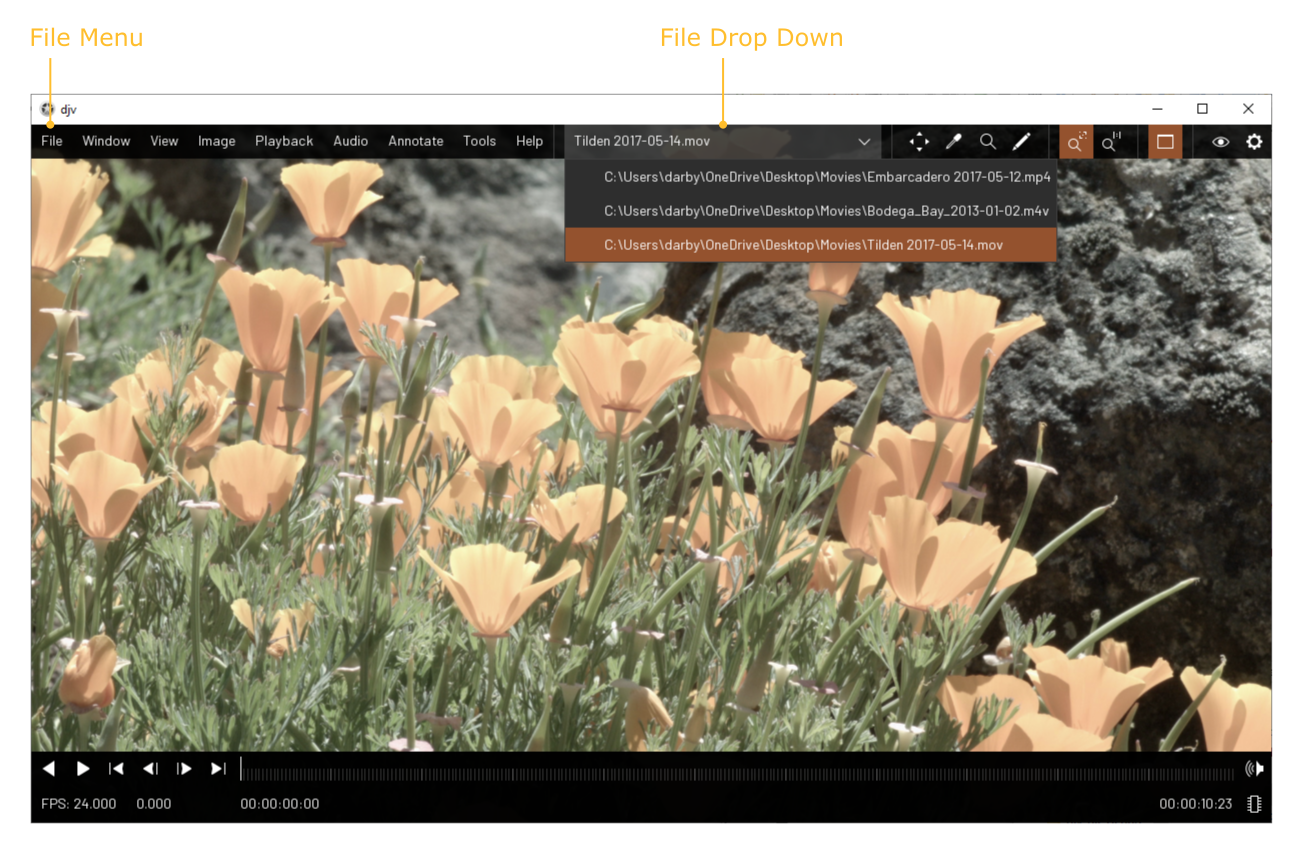 File Menu
File Drop Down
djv
File Window View Image Playback Audio Annotate Tools Help Tilden 2017-05-14.mov
C:\Users\darby\OneDrive\Desktop\Movies\Embarcadero 2017-05-12.mp4
C:\Users\darby\OneDrive\Desktop\Movies\Bodega_Bay_2013-01-02.m4v
C:\Users\darby\OneDrive\Desktop\Movies\Tilden 2017-05-14.mov
FPS: 24.000 0.000 00:00:00:00 00:00:10:23